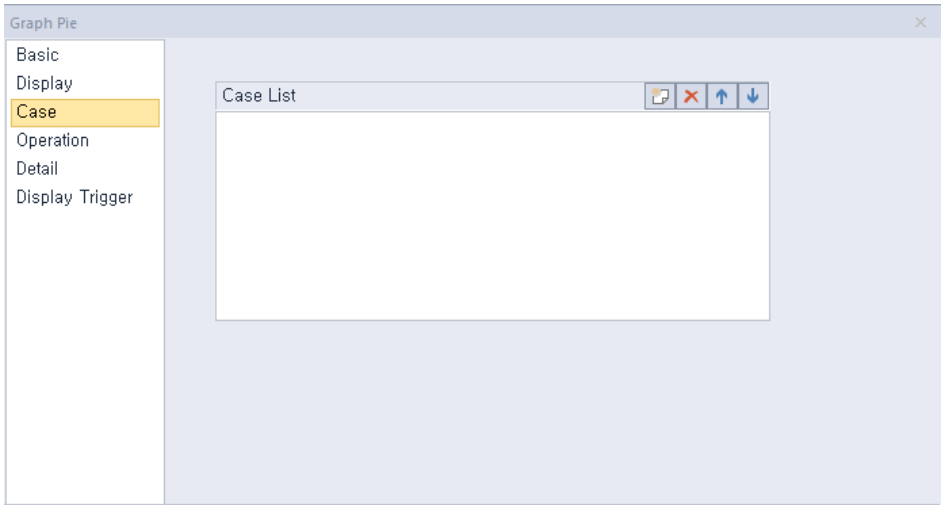 Graph Pie
Basic
Display
Case
Operation
Detail
Display Trigger
Case List